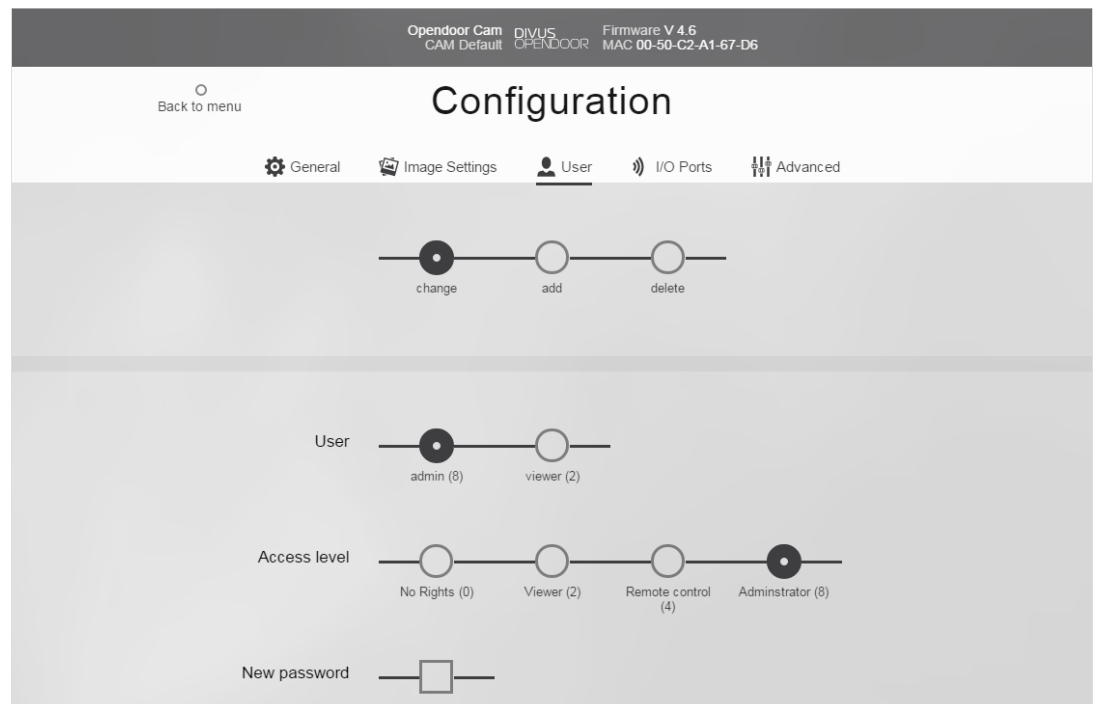 Opendoor Cam
CAM Default
DIVUS
OPENDOOR
Firmware V 4.6
MAC 00-50-C2-A1-67-D6
Back to menu
Configuration
General
Image Settings
User
I/O Ports
Advanced
change
add
delete
User
admin (8)
viewer (2)
Access level
No Rights (0)
Viewer (2)
Remote control
(4)
Adminstrator (8)
New password